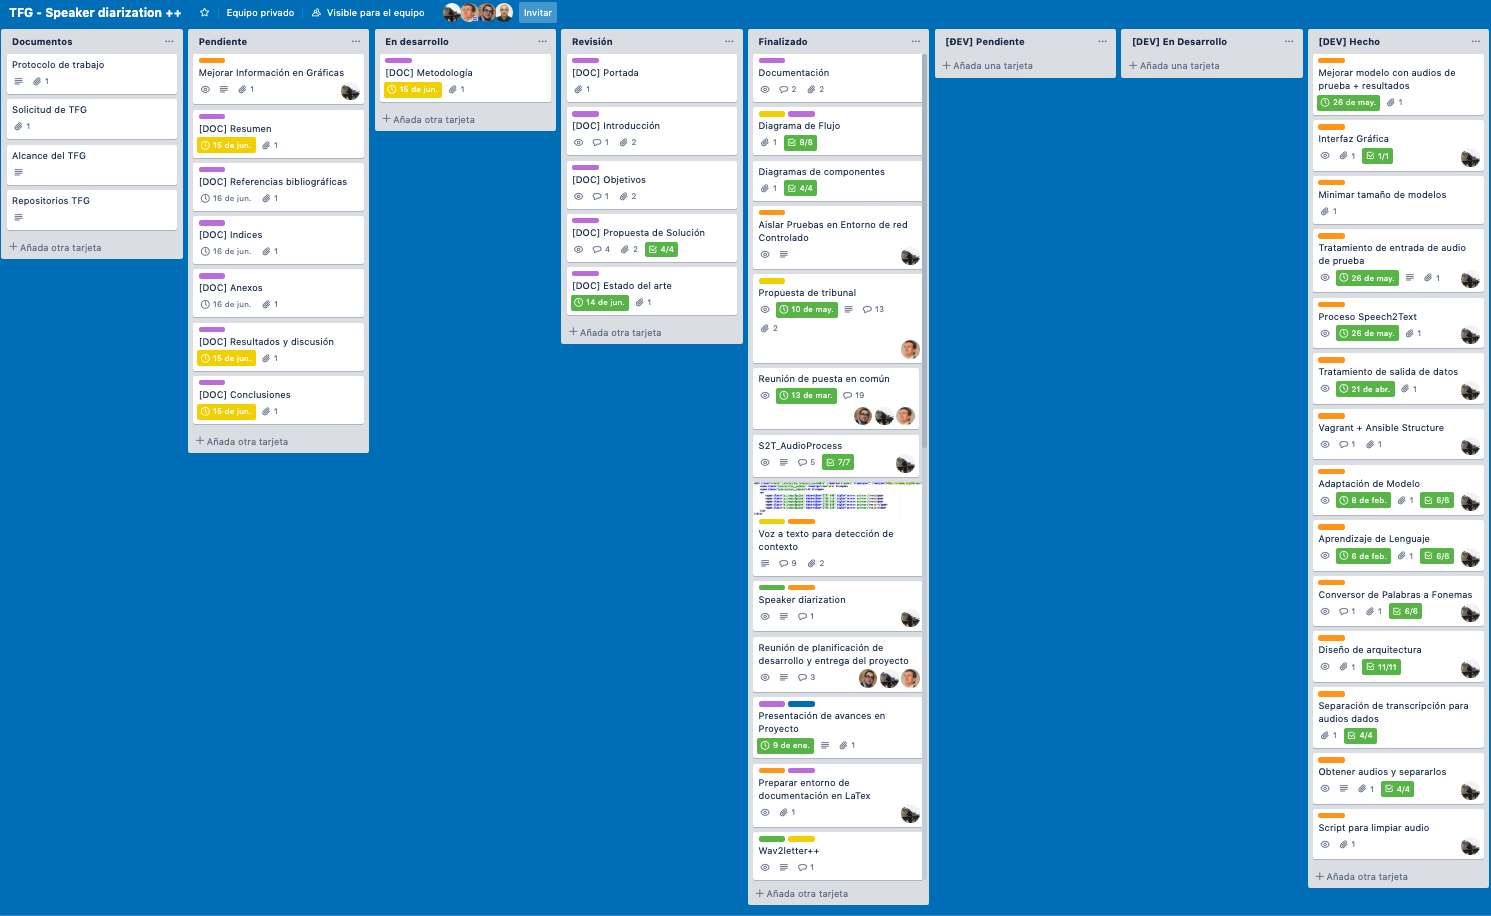 TFG - Speaker diarization ++
Equipo privado
Visible para el equipo
Invitar
Documentos
Protocolo de trabajo
1
Solicitud de TFG
1
Alcance del TFG
Repositorios TFG
+ Añada otra tarjeta
Pendiente
Mejorar Información en Gráficas
1
[DOC] Resumen
15 de jun. 1
[DOC] Referencias bibliográficas
16 de jun. 1
[DOC] Indices
16 de jun. 1
[DOC] Anexos
16 de jun. 1
[DOC] Resultados y discusión
15 de jun. 1
[DOC] Conclusiones
15 de jun. 1
+ Añada otra tarjeta
En desarrollo
[DOC] Metodología
15 de jun. 1
+ Añada otra tarjeta
Revisión
[DOC] Portada
1
[DOC] Introducción
1 2
[DOC] Objetivos
1 2
[DOC] Propuesta de Solución
4 2 4/4
[DOC] Estado del arte
14 de jun. 1
+ Añada otra tarjeta
Finalizado
Documentación
2 2
Diagrama de Flujo
1 8/8
Diagramas de componentes
1 4/4
Aislar Pruebas en Entorno de red
Controlado
Propuesta de tribunal
10 de may. 13
2
Reunión de puesta en común
13 de mar. 19
S2T_AudioProcess
5 7/7
Voz a texto para detección de
contexto
9 2
Speaker diarization
1
Reunión de planificación de
desarrollo y entrega del proyecto
3
Presentación de avances en
Proyecto
9 de ene. 1
Preparar entorno de
documentación en LaTex
1
Wav2letter++
1
+ Añada otra tarjeta
[DEV] Pendiente
+ Añada una tarjeta
[DEV] En Desarrollo
+ Añada una tarjeta
[DEV] Hecho
Mejorar modelo con audios de
prueba + resultados
26 de may. 1
Interfaz Gráfica
1 1/1
Minimar tamaño de modelos
1
Tratamiento de entrada de audio
de prueba
26 de may. 1
Proceso Speech2Text
26 de may. 1
Tratamiento de salida de datos
21 de abr. 1
Vagrant + Ansible Structure
1 1
Adaptación de Modelo
8 de feb. 1 6/6
Aprendizaje de Lenguaje
6 de feb. 1 6/6
Conversor de Palabras a Fonemas
1 1 6/6
Diseño de arquitectura
1 11/11
Separación de transcripción para
audios dados
1 4/4
Obtener audios y separarlos
1 4/4
Script para limpiar audio
1
+ Añada otra tarjeta